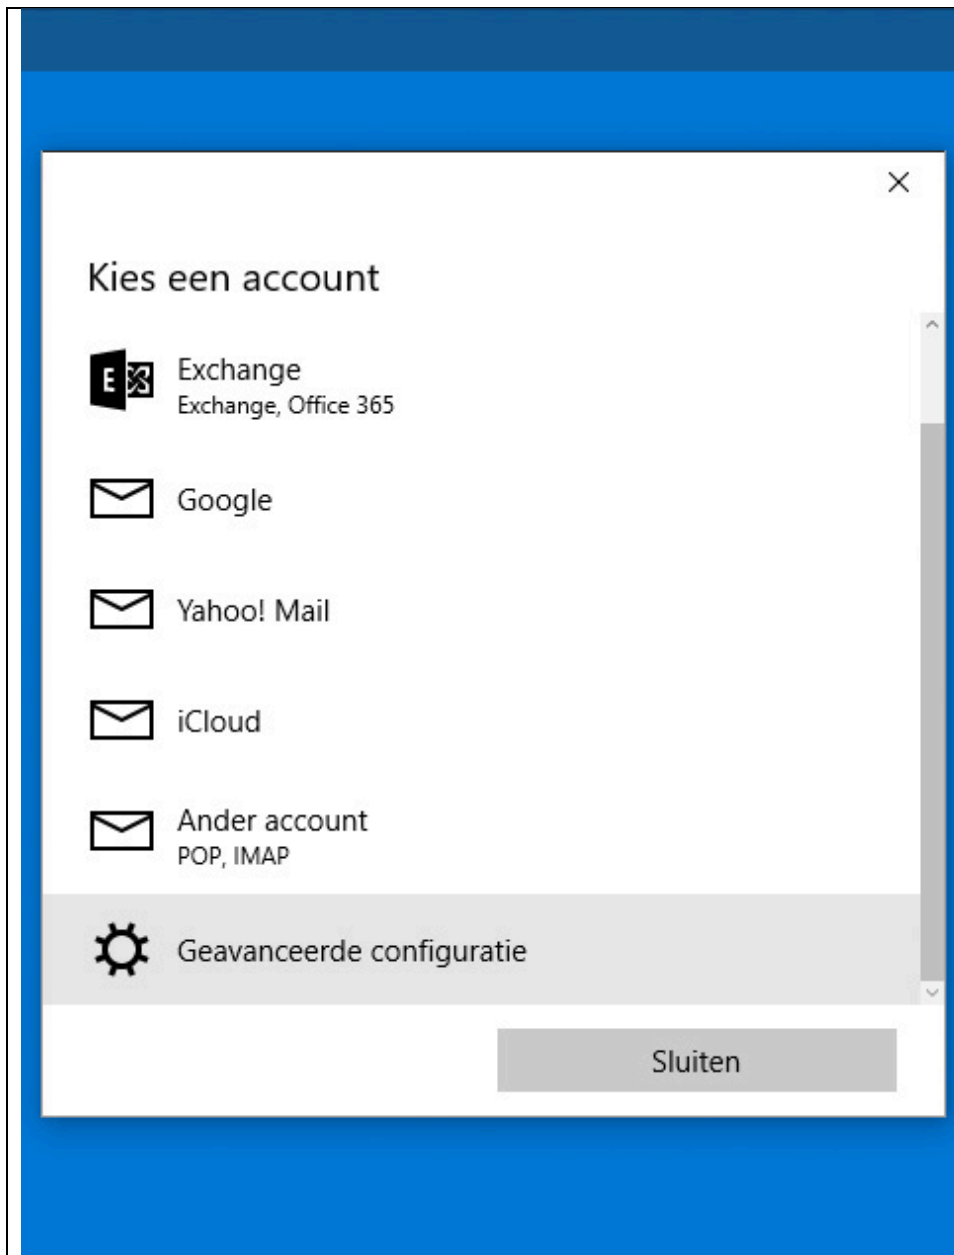 Kies een account
E
Exchange
Exchange, Office 365
Google
Yahoo! Mail
iCloud
Ander account
POP, IMAP
Geavanceerde configuratie
Sluiten